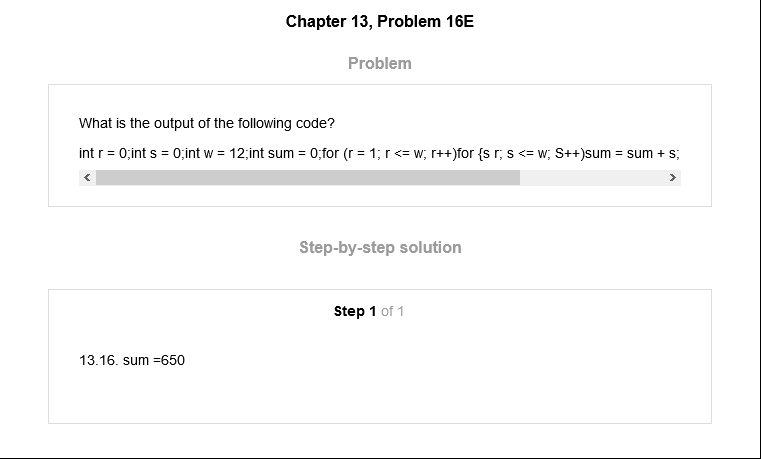 Chapter 13, Problem 16E
Problem
What is the output of the following code?
int r = 0;int s = 0;int w = 12;int sum = 0;for (r = 1; r <= w; r++)for {s r; s <= w; S++)sum = sum + s;
Step-by-step solution
Step 1 of 1
13.16. sum =650